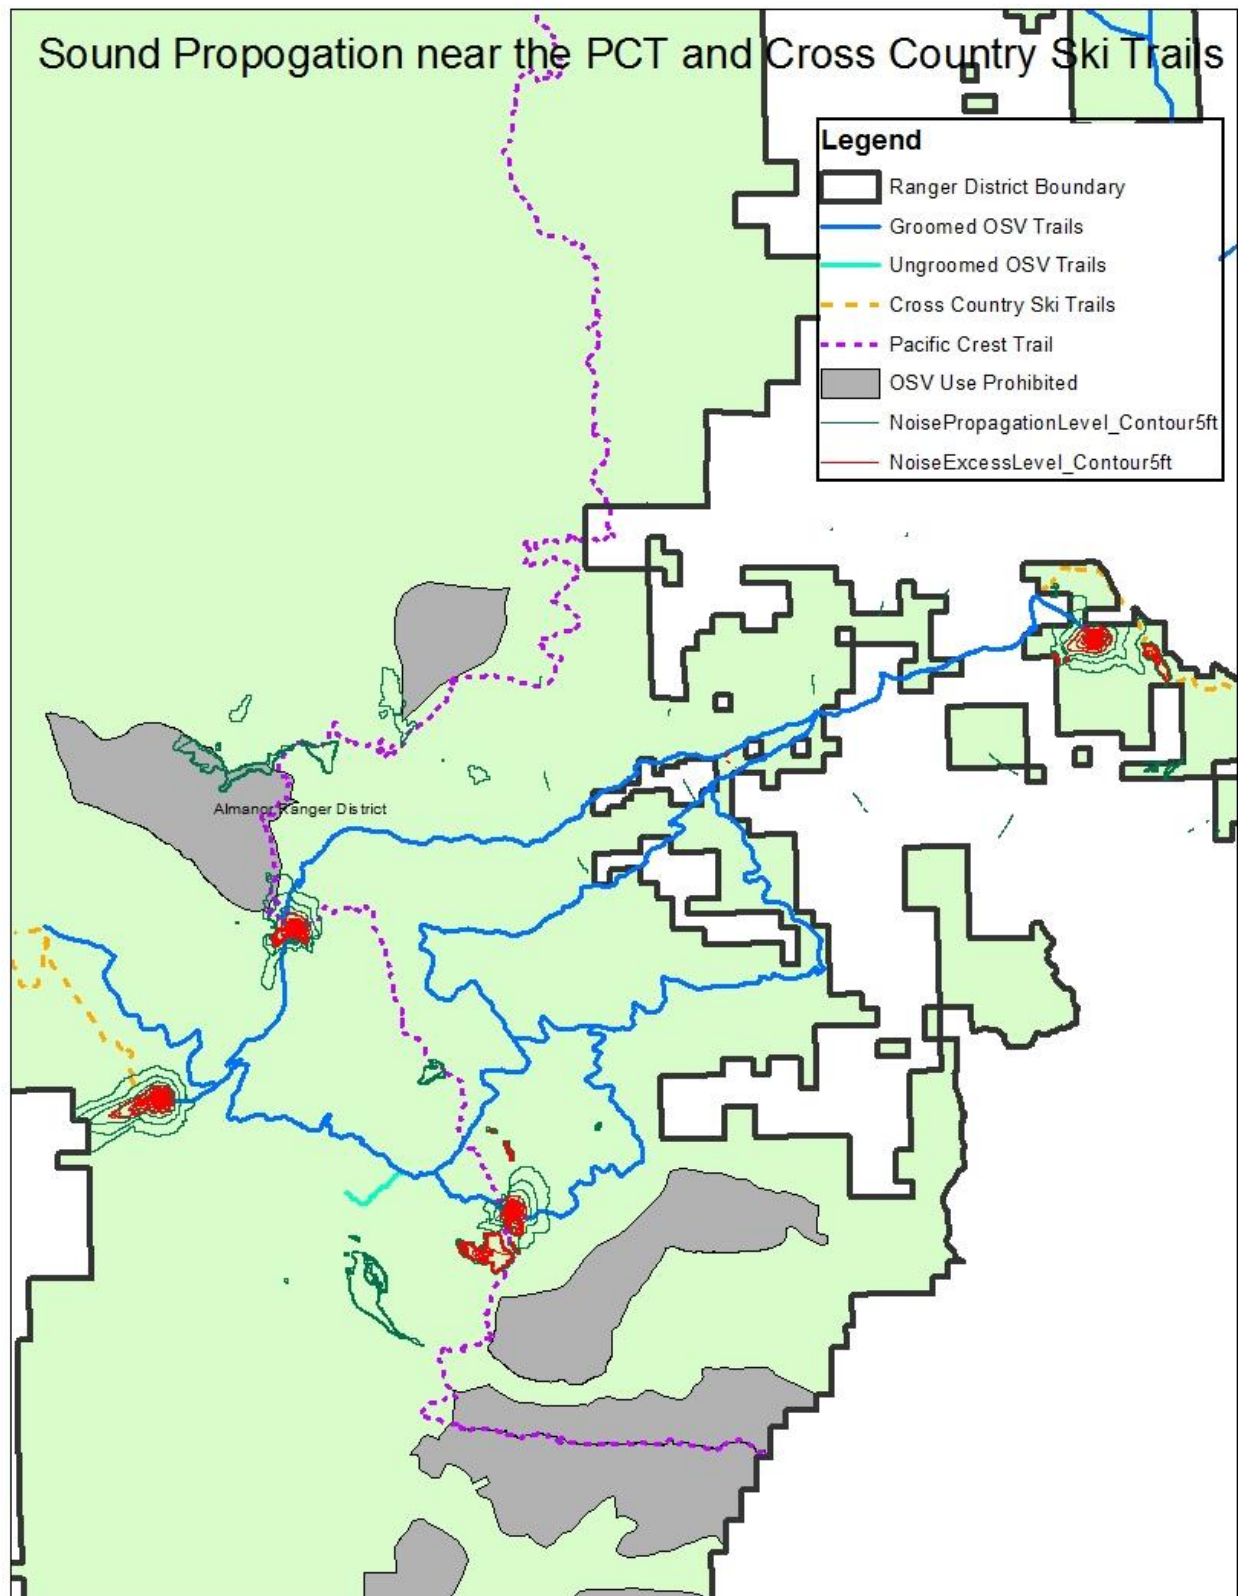 Sound Propogation near the PCT and Cross Country Ski Trails
Legend
Ranger District Boundary
Groomed OSV Trails
Ungroomed OSV Trails
Cross Country Ski Trails
Pacific Crest Trail
OSV Use Prohibited
NoisePropagationLevel_Contour5ft
NoiseExcessLevel_Contour5ft
Almanor Ranger District